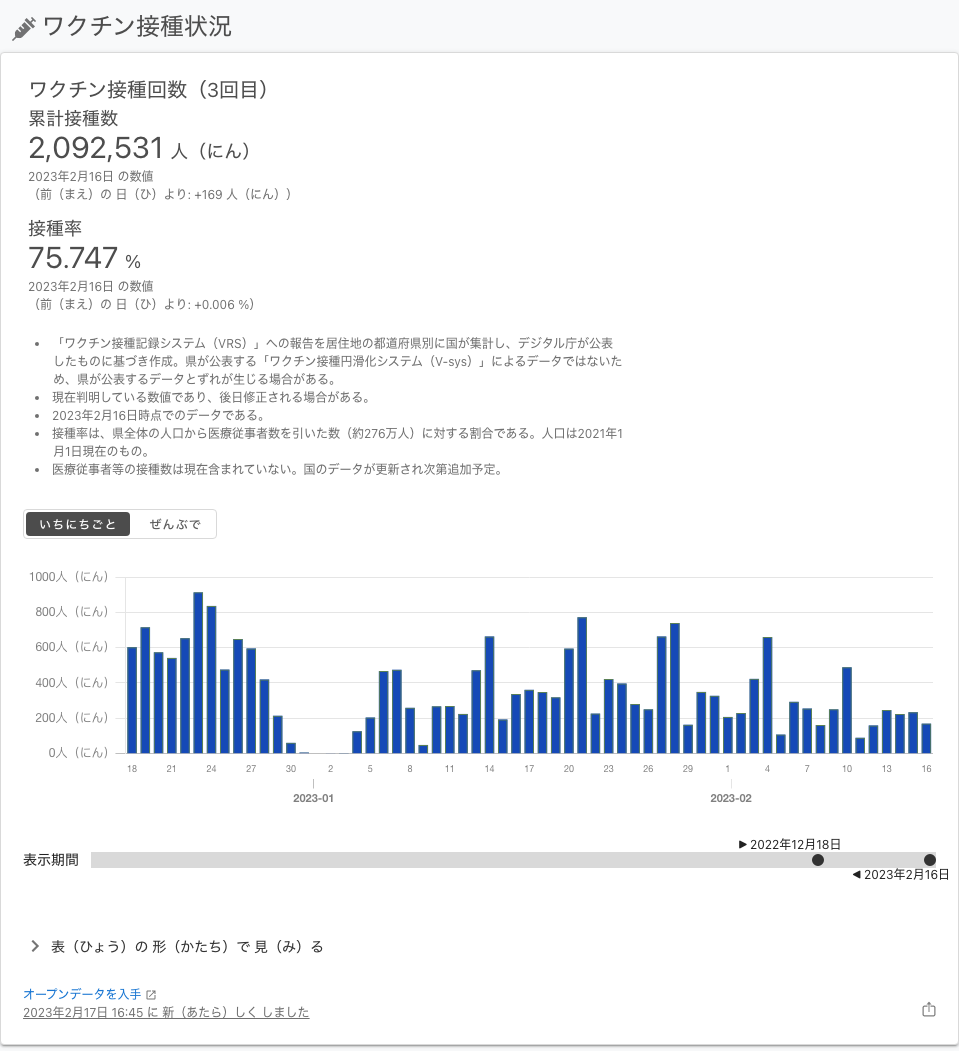 ワクチン接種状況
ワクチン接種回数（3回目）
累計接種数
2,092,531 人（にん）
2023年2月16日 の数値
（前（まえ）の 日（ひ）より: +169 人（にん））
接種率
75.747 %
2023年2月16日 の数値
（前（まえ）の 日（ひ）より: +0.006 %）
• 「ワクチン接種記録システム（VRS）」への報告を居住地の都道府県別に国が集計し、デジタル庁が公表
したものに基づき作成。県が公表する「ワクチン接種円滑化システム（V-sys）」によるデータではないた
め、県が公表するデータとずれが生じる場合がある。
• 現在判明している数値であり、後日修正される場合がある。
• 2023年2月16日時点でのデータである。
• 接種率は、県全体の人口から医療従事者数を引いた数（約276万人）に対する割合である。人口は2021年1
月1日現在のもの。
• 医療従事者等の接種数は現在含まれていない。国のデータが更新され次第追加予定。
いちにちごと ぜんぶで
1000人（にん）
800人（にん）
600人（にん）
400人（にん）
200人（にん）
0人（にん）
18 21 24 27 30 2 5 8 11 14 17 20 23 26 29 1 4 7 10 13 16
2023-01 2023-02
▶ 2022年12月18日
表示期間
◀ 2023年2月16日
表（ひょう）の 形（かたち）で 見（み）る
オープンデータを入手
2023年2月17日 16:45 に 新（あたら）しく しました